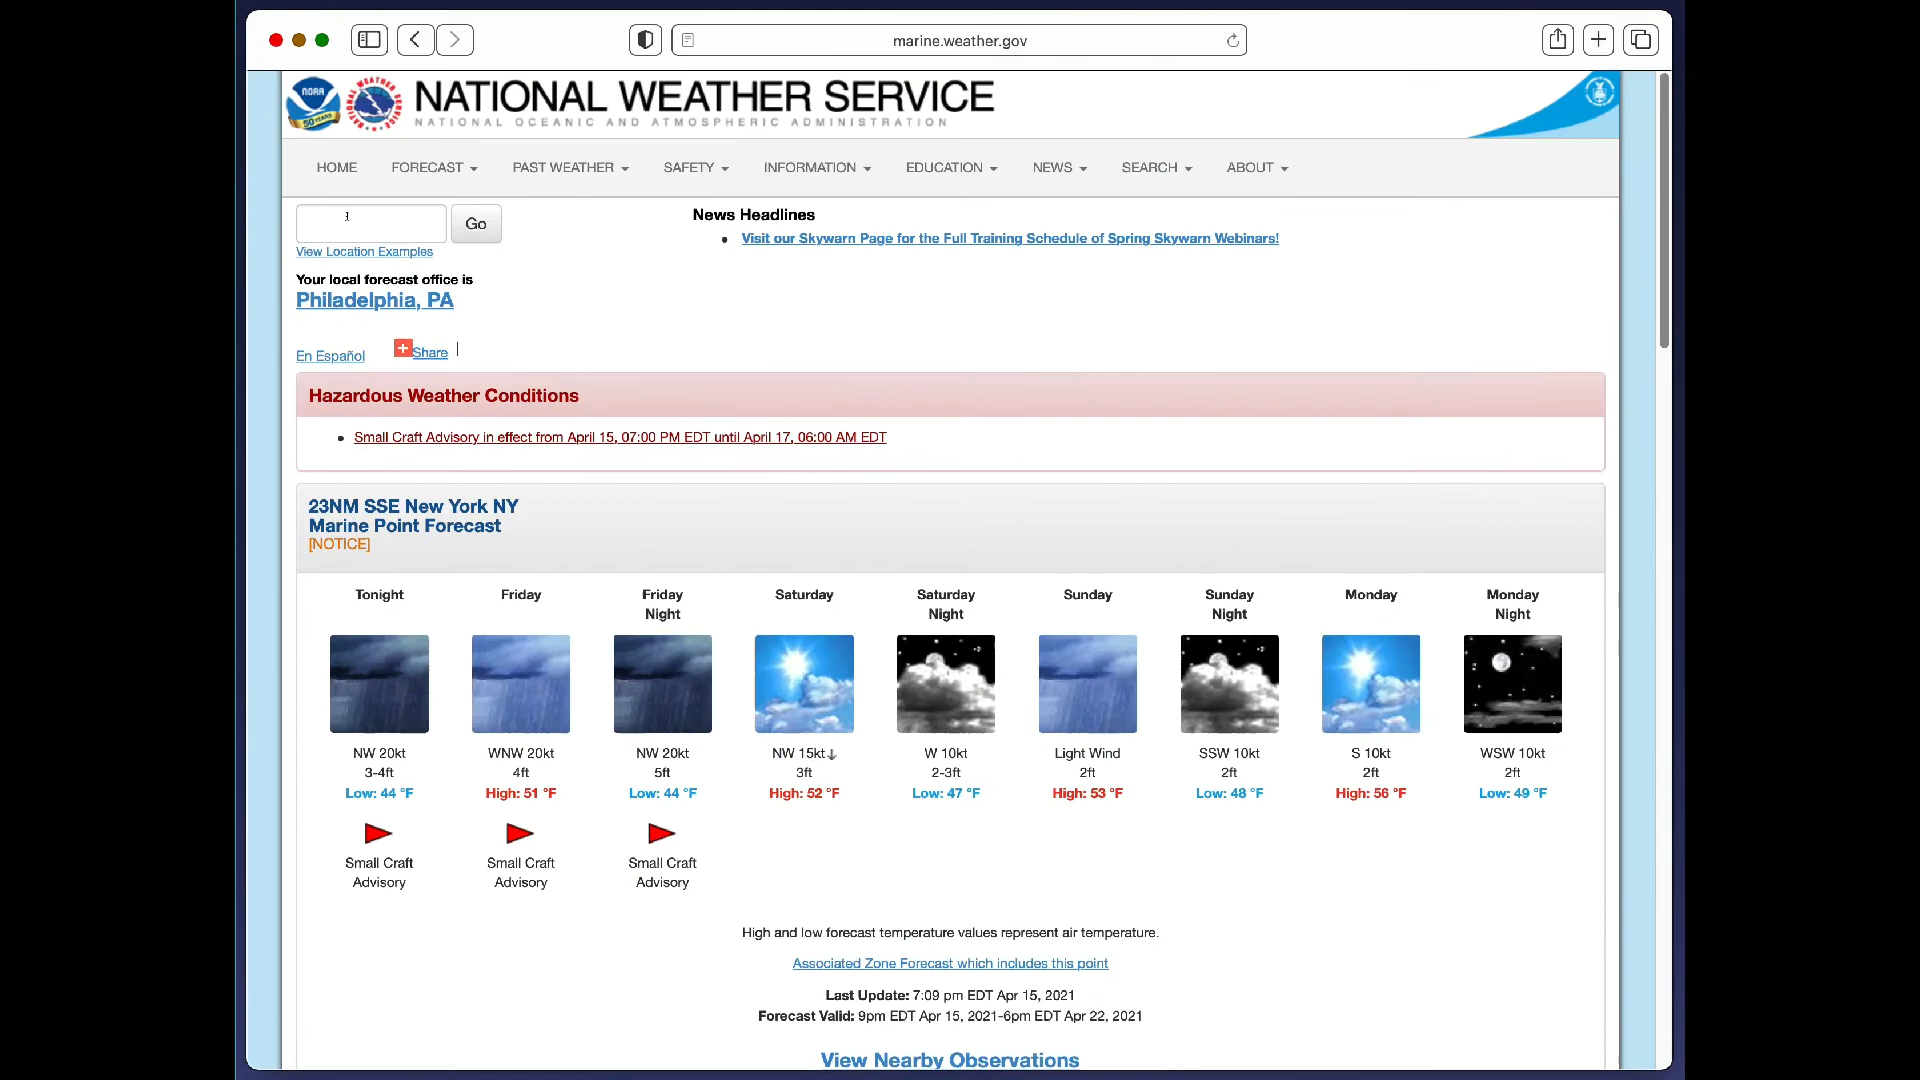 marine.weather.gov
NOAA
50 YEARS
NATIONAL WEATHER SERVICE
NATIONAL OCEANIC AND ATMOSPHERIC ADMINISTRATION
HOME FORECAST PAST WEATHER SAFETY INFORMATION EDUCATION NEWS SEARCH ABOUT
Go
View Location Examples
News Headlines
Visit our Skywarn Page for the Full Training Schedule of Spring Skywarn Webinars!
Your local forecast office is
Philadelphia, PA
En Español Share |
Hazardous Weather Conditions
Small Craft Advisory in effect from April 15, 07:00 PM EDT until April 17, 06:00 AM EDT
23NM SSE New York NY
Marine Point Forecast
[NOTICE]
Tonight Friday Friday Saturday Saturday Sunday Sunday Monday Monday
Night Night Night Night
NW 20kt WNW 20kt NW 20kt NW 15kt↓ W 10kt Light Wind SSW 10kt S 10kt WSW 10kt
3-4ft 4ft 5ft 3ft 2-3ft 2ft 2ft 2ft 2ft
Low: 44 °F High: 51 °F Low: 44 °F High: 52 °F Low: 47 °F High: 53 °F Low: 48 °F High: 56 °F Low: 49 °F
Small Craft Small Craft Small Craft
Advisory Advisory Advisory
High and low forecast temperature values represent air temperature.
Associated Zone Forecast which includes this point
Last Update: 7:09 pm EDT Apr 15, 2021
Forecast Valid: 9pm EDT Apr 15, 2021-6pm EDT Apr 22, 2021
View Nearby Observations